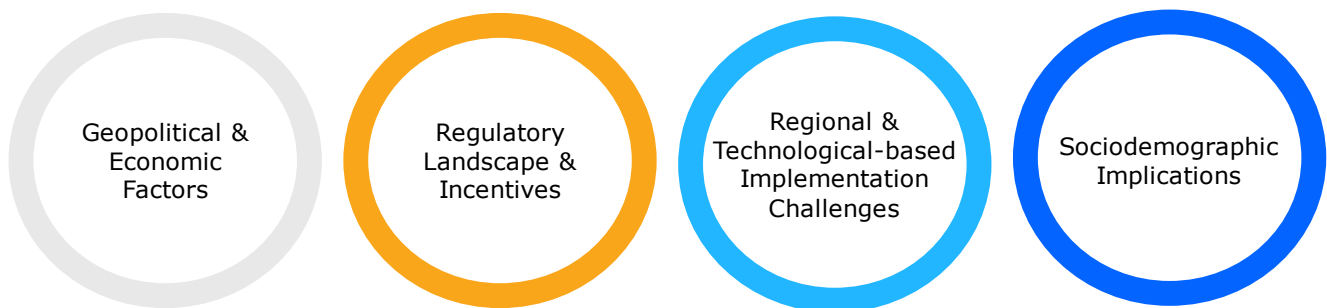 Geopolitical &
Economic
Factors
Regulatory
Landscape &
Incentives
Regional &
Technological-based
Implementation
Challenges
Sociodemographic
Implications